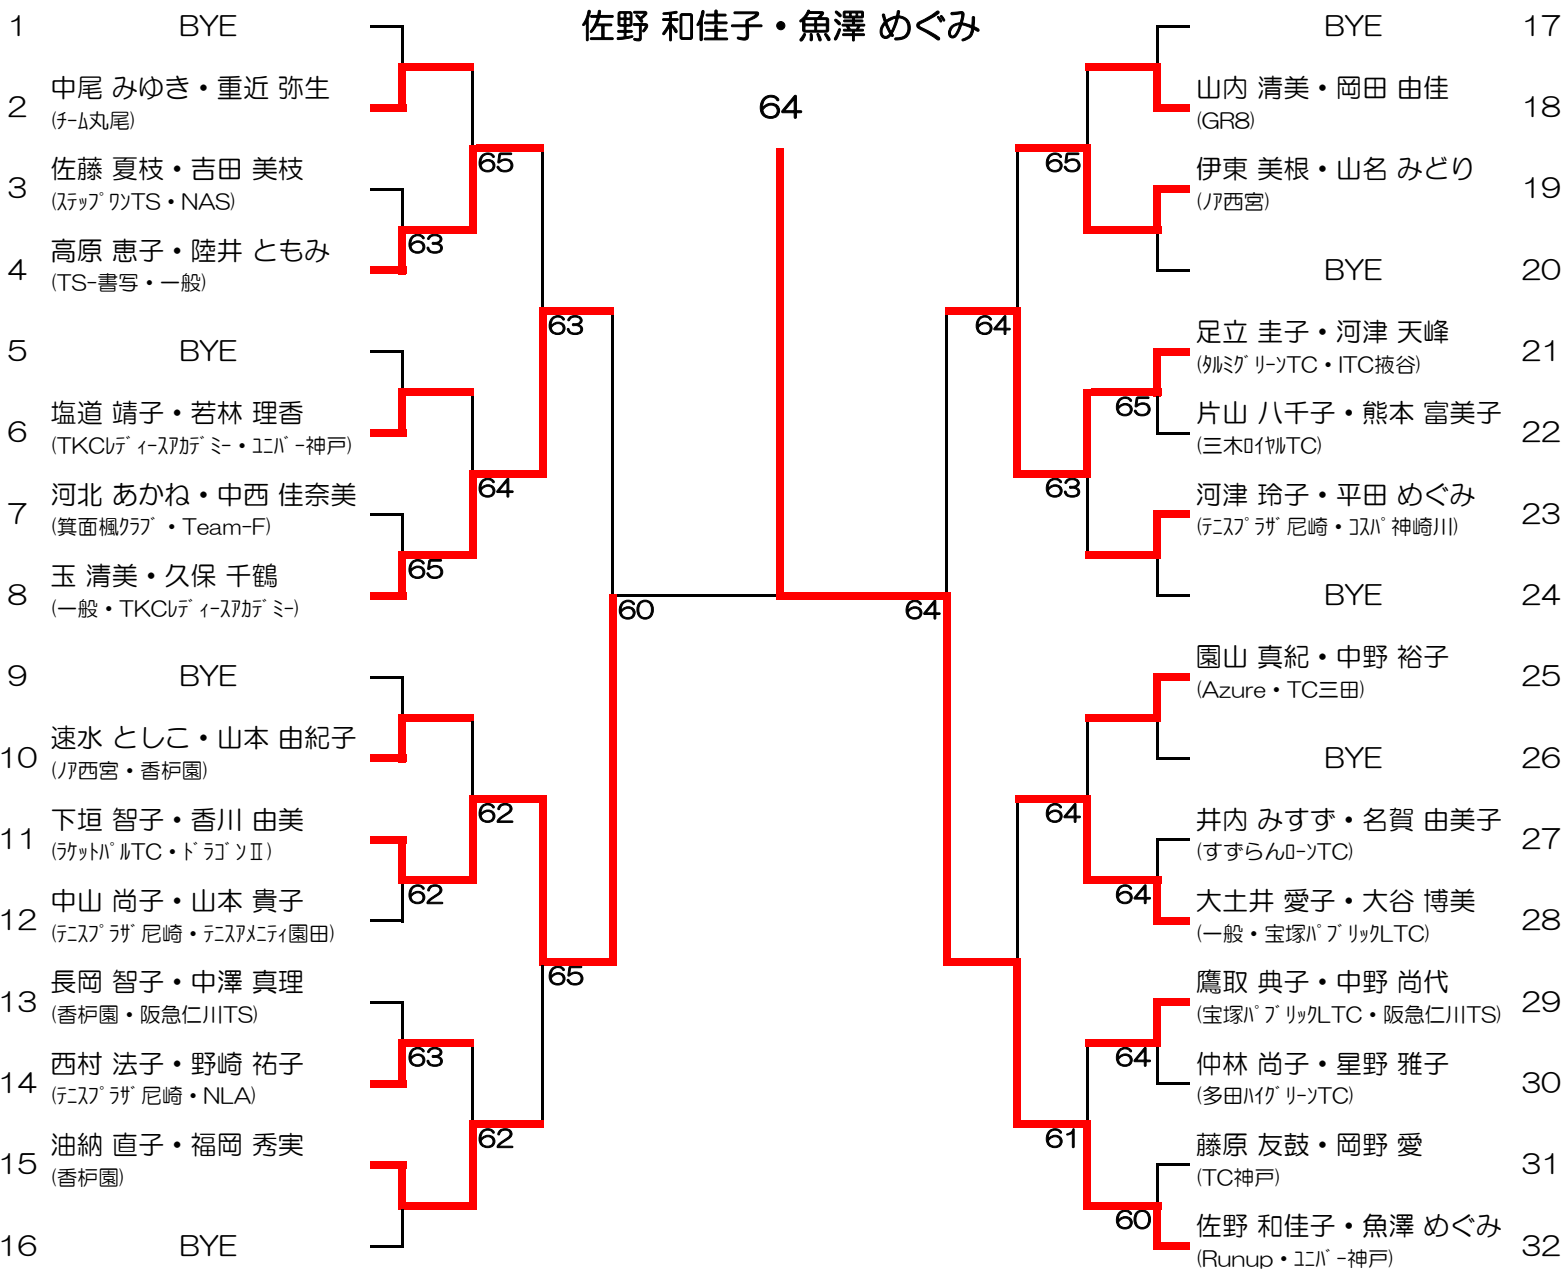 佐野 和佳子・魚澤 めぐみ
64
1 BYE
2 中尾 みゆき・重近 弥生
(ﾁｰﾑ丸尾)
3 佐藤 夏枝・吉田 美枝
(ｽﾃｯﾌﾟﾜﾝTS・NAS)
4 高原 恵子・陸井 ともみ
(TS-書写・一般)
5 BYE
6 塩道 靖子・若林 理香
(TKCﾚﾃﾞｨｰｽｱｶﾃﾞﾐｰ・ﾕﾆﾊﾞｰ神戸)
7 河北 あかね・中西 佳奈美
(箕面楓ｸﾗﾌﾞ・Team-F)
8 玉 清美・久保 千鶴
(一般・TKCﾚﾃﾞｨｰｽｱｶﾃﾞﾐｰ)
9 BYE
10 速水 としこ・山本 由紀子
(ﾉｱ西宮・香枦園)
11 下垣 智子・香川 由美
(ﾗｹｯﾄﾊﾟﾙTC・ﾄﾞﾗｺﾞﾝⅡ)
12 中山 尚子・山本 貴子
(ﾃﾆｽﾌﾟﾗｻﾞ尼崎・ﾃﾆｽｱﾒﾆﾃｨ園田)
13 長岡 智子・中澤 真理
(香枦園・阪急仁川TS)
14 西村 法子・野崎 祐子
(ﾃﾆｽﾌﾟﾗｻﾞ尼崎・NLA)
15 油納 直子・福岡 秀実
(香枦園)
16 BYE
63
65
62
63
65
64
62
62
63
65
60
64
64
61
65
63
64
65
64
64
60
BYE 17
山内 清美・岡田 由佳 18
(GR8)
伊東 美根・山名 みどり 19
(ﾉｱ西宮)
BYE 20
足立 圭子・河津 天峰 21
(ﾀﾙﾐｸﾞﾘｰﾝTC・ITC掖谷)
片山 八千子・熊本 富美子 22
(三木ﾛｲﾔﾙTC)
河津 玲子・平田 めぐみ 23
(ﾃﾆｽﾌﾟﾗｻﾞ尼崎・ｺｽﾊﾟ神崎川)
BYE 24
園山 真紀・中野 裕子 25
(Azure・TC三田)
BYE 26
井内 みすず・名賀 由美子 27
(すずらんﾛｰﾝTC)
大土井 愛子・大谷 博美 28
(一般・宝塚ﾊﾟﾌﾞﾘｯｸLTC)
鷹取 典子・中野 尚代 29
(宝塚ﾊﾟﾌﾞﾘｯｸLTC・阪急仁川TS)
仲林 尚子・星野 雅子 30
(多田ﾊｲｸﾞﾘｰﾝTC)
藤原 友鼓・岡野 愛 31
(TC神戸)
佐野 和佳子・魚澤 めぐみ 32
(Runup・ﾕﾆﾊﾞｰ神戸)